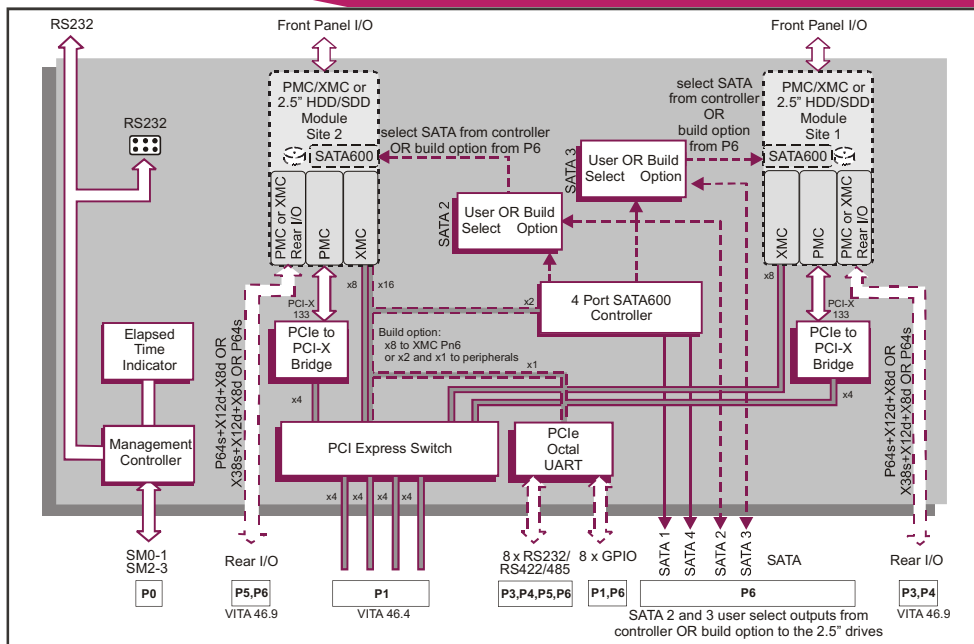 RS232
Front Panel I/O
Front Panel I/O
PMC/XMC or
2.5" HDD/SDD
Module
Site 2
SATA600
PMC or XMC
Rear I/O
PMC
XMC
select SATA from controller
OR build option from P6
select SATA
from controller
OR
build option
from P6
PMC/XMC or
2.5" HDD/SDD
Module
Site 1
SATA600
XMC
PMC
PMC or XMC
Rear I/O
RS232
SATA 3
User OR Build
Select Option
SATA 2
User OR Build
Select Option
x8
x16
x8
PCI-X
133
PCI-X
133
x2
4 Port SATA600
Controller
Elapsed
Time
Indicator
PCIe to
PCI-X
Bridge
Build option:
x8 to XMC Pn6
or x2 and x1 to peripherals
x1
PCIe to
PCI-X
Bridge
x4
x4
P64s+X12d+X8d OR
X38s+X12d+X8d OR P64s
P64s+X12d+X8d OR
X38s+X12d+X8d OR P64s
Management
Controller
PCI Express Switch
PCIe
Octal
UART
x4
x4
x4
x4
SM0-1
SM2-3
Rear I/O
8 x RS232/
RS422/485
8 x GPIO
SATA 1
SATA 4
SATA 2
SATA 3
SATA
Rear I/O
P0
P5,P6
P1
P3,P4,P5,P6
P1,P6
P6
P3,P4
VITA 46.9
VITA 46.4
VITA 46.9
SATA 2 and 3 user select outputs from
controller OR build option to the 2.5" drives